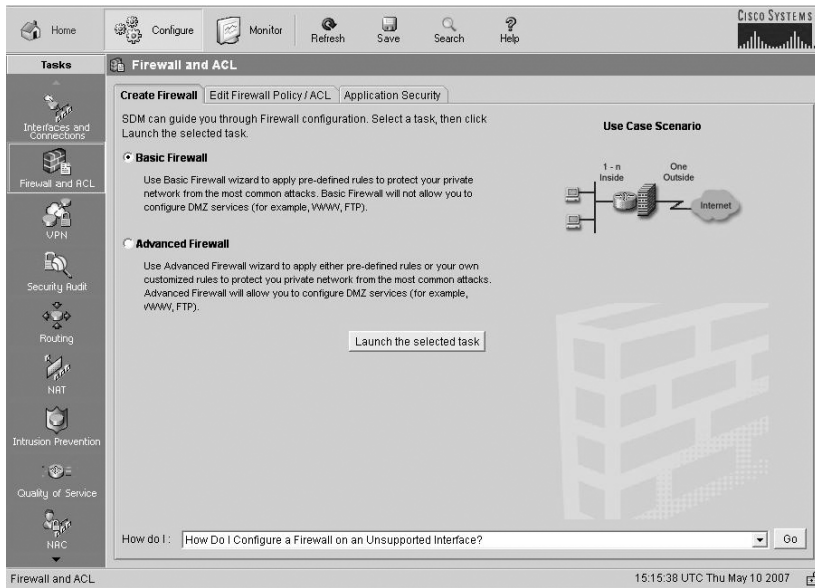 Home
Configure
Monitor
Refresh
Save
Search
Help
CISCO SYSTEMS
Tasks
Firewall and ACL
Interfaces and
Connections
Firewall and ACL
VPN
Security Audit
Routing
NAT
Intrusion Prevention
Quality of Service
NAC
Create Firewall
Edit Firewall Policy / ACL
Application Security
SDM can guide you through Firewall configuration. Select a task, then click
Launch the selected task.
Basic Firewall
Use Basic Firewall wizard to apply pre-defined rules to protect your private
network from the most common attacks. Basic Firewall will not allow you to
configure DMZ services (for example, WWW, FTP).
Advanced Firewall
Use Advanced Firewall wizard to apply either pre-defined rules or your own
customized rules to protect you private network from the most common attacks.
Advanced Firewall will allow you to configure DMZ services (for example,
WWW, FTP).
Launch the selected task
Use Case Scenario
1 - n
Inside
One
Outside
Internet
How do I :
How Do I Configure a Firewall on an Unsupported Interface?
Go
Firewall and ACL
15:15:38 UTC Thu May 10 2007